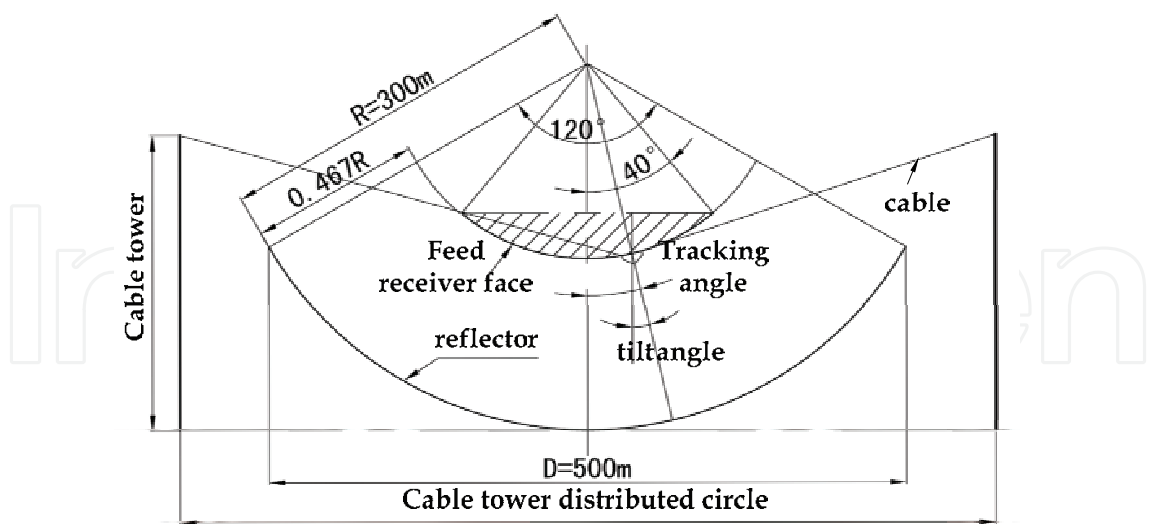 R=300m
0.467R
120°
40°
cable
Cable tower
Feed
receiver face
Tracking
angle
reflector
tiltangle
D=500m
Cable tower distributed circle